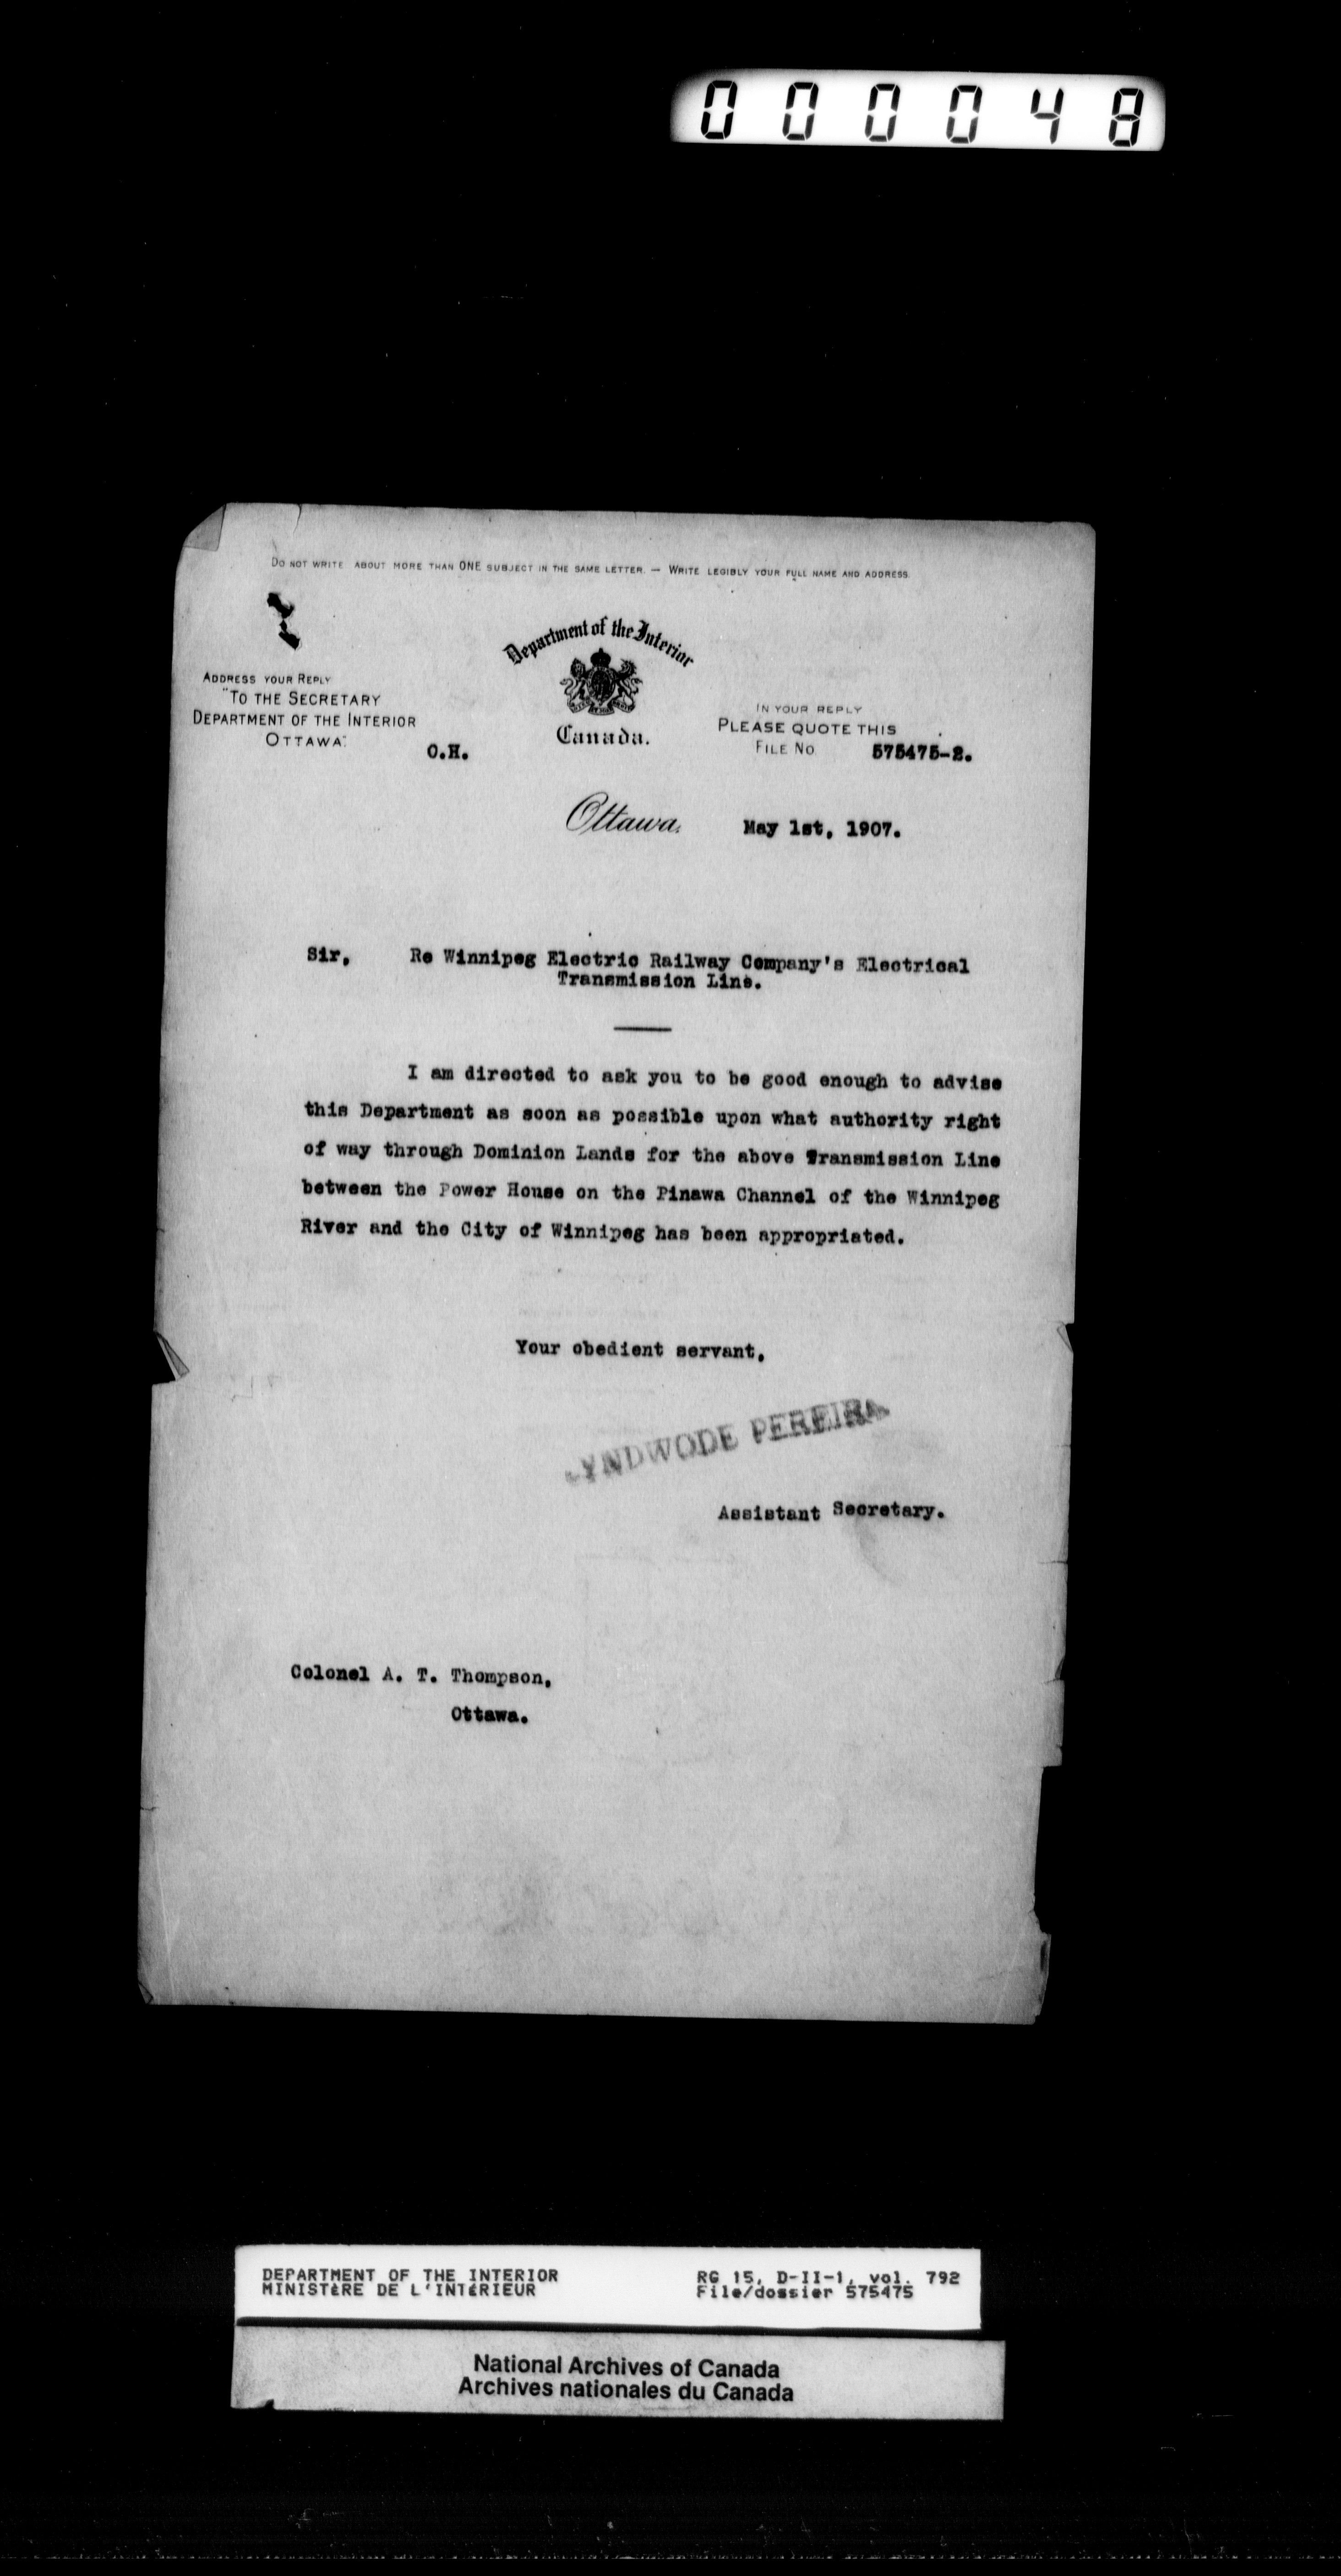 000048
DO NOT WRITE ABOUT MORE THAN ONE SUBJECT IN THE SAME LETTER. — WRITE LEGIBLY YOUR FULL NAME AND ADDRESS.
Department of the Interior
Canada.
ADDRESS YOUR REPLY
"TO THE SECRETARY
DEPARTMENT OF THE INTERIOR
OTTAWA."
O.H.
IN YOUR REPLY
PLEASE QUOTE THIS
FILE NO 575475-2.
Ottawa, May 1st, 1907.
Sir, Re Winnipeg Electric Railway Company's Electrical
Transmission Line.
I am directed to ask you to be good enough to advise
this Department as soon as possible upon what authority right
of way through Dominion Lands for the above Transmission Line
between the Power House on the Pinawa Channel of the Winnipeg
River and the City of Winnipeg has been appropriated.
Your obedient servant,
LYNDWODE PEREIRA
Assistant Secretary.
Colonel A. T. Thompson,
Ottawa.
DEPARTMENT OF THE INTERIOR RG 15, D-II-1, vol. 792
MINISTÈRE DE L'INTÉRIEUR File/dossier 575475
National Archives of Canada
Archives nationales du Canada